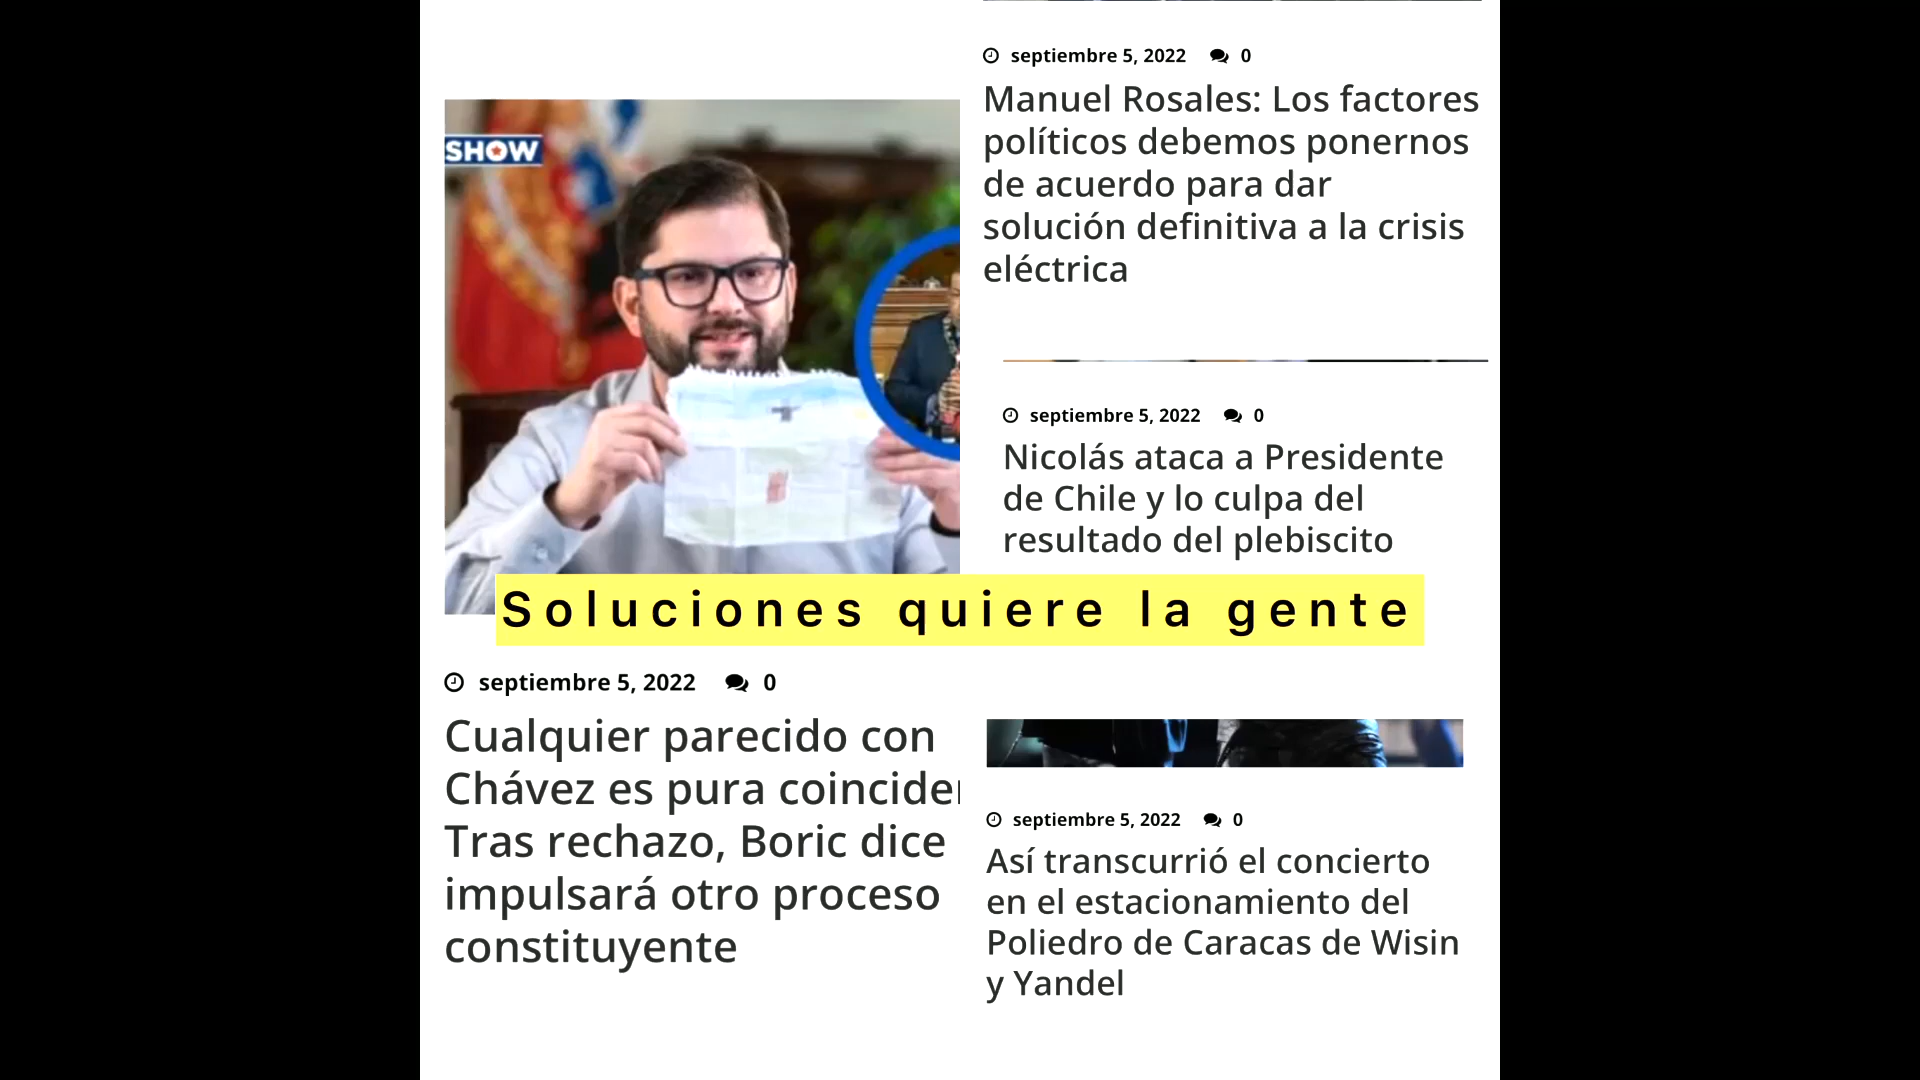 SHOW
septiembre 5, 2022 0
Cualquier parecido con
Chávez es pura coincide
Tras rechazo, Boric dice
impulsará otro proceso
constituyente
septiembre 5, 2022 0
Manuel Rosales: Los factores
políticos debemos ponernos
de acuerdo para dar
solución definitiva a la crisis
eléctrica
septiembre 5, 2022 0
Nicolás ataca a Presidente
de Chile y lo culpa del
resultado del plebiscito
Soluciones quiere la gente
septiembre 5, 2022 0
Así transcurrió el concierto
en el estacionamiento del
Poliedro de Caracas de Wisin
y Yandel